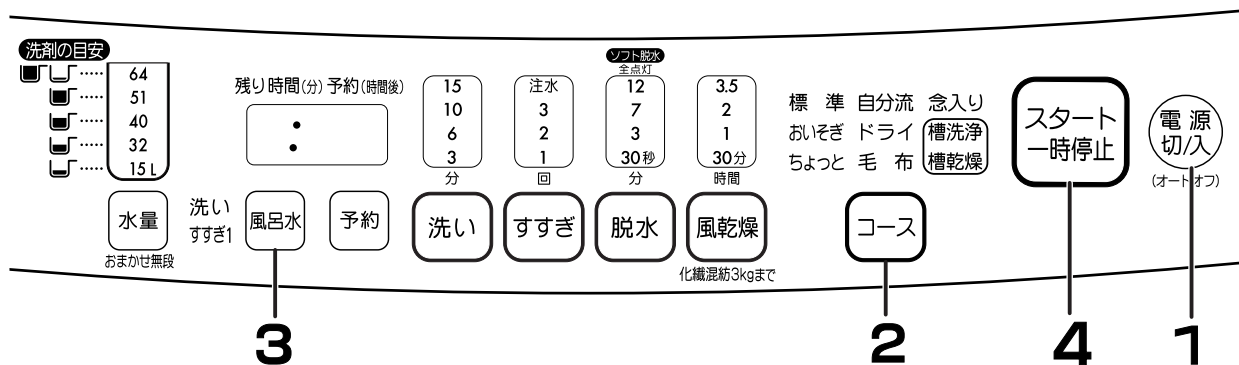 洗剤の目安
64
51
40
32
15 L
水量
おまかせ無段
残り時間(分) 予約(時間後)
:
洗い
すすぎ1
風呂水
予約
15
10
6
3
分
洗い
注水
3
2
1
回
すすぎ
ソフト脱水
全点灯
12
7
3
30秒
分
脱水
3.5
2
1
30分
時間
風乾燥
化繊混紡3kgまで
標準 自分流 念入り
おいそぎ ドライ 槽洗浄
ちょっと 毛布 槽乾燥
コース
スタート
一時停止
電源
切/入
(オートオフ)
3
2
4
1